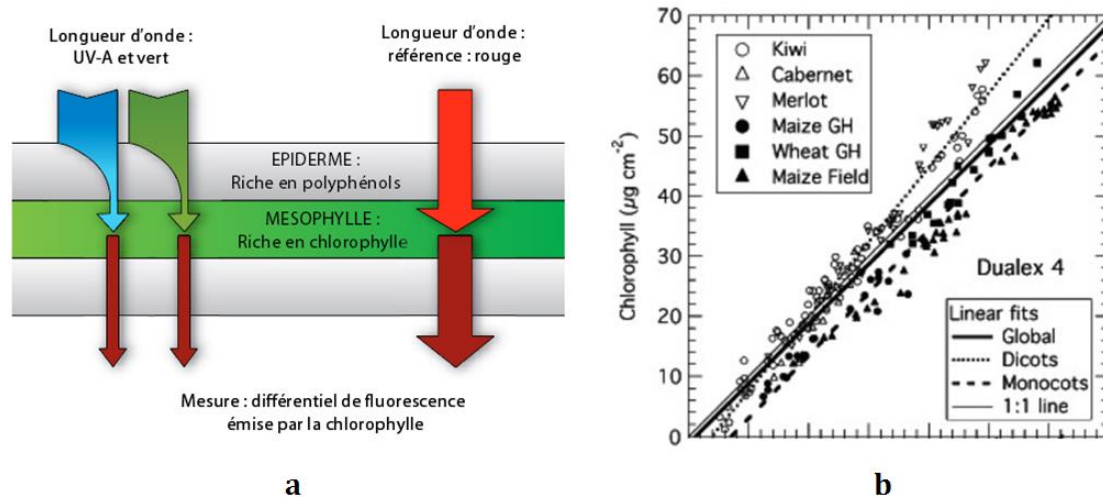 Longueur d'onde :
UV-A et vert
Longueur d'onde :
référence : rouge
EPIDERME :
Riche en polyphénols
MESOPHYLLE :
Riche en chlorophylle
Mesure : différentiel de fluorescence
émise par la chlorophylle
a
70
60
50
40
30
20
10
0
Chlorophyll (µg cm-2)
Kiwi
Cabernet
Merlot
Maize GH
Wheat GH
Maize Field
Dualex 4
Linear fits
Global
Dicots
Monocots
1:1 line
b